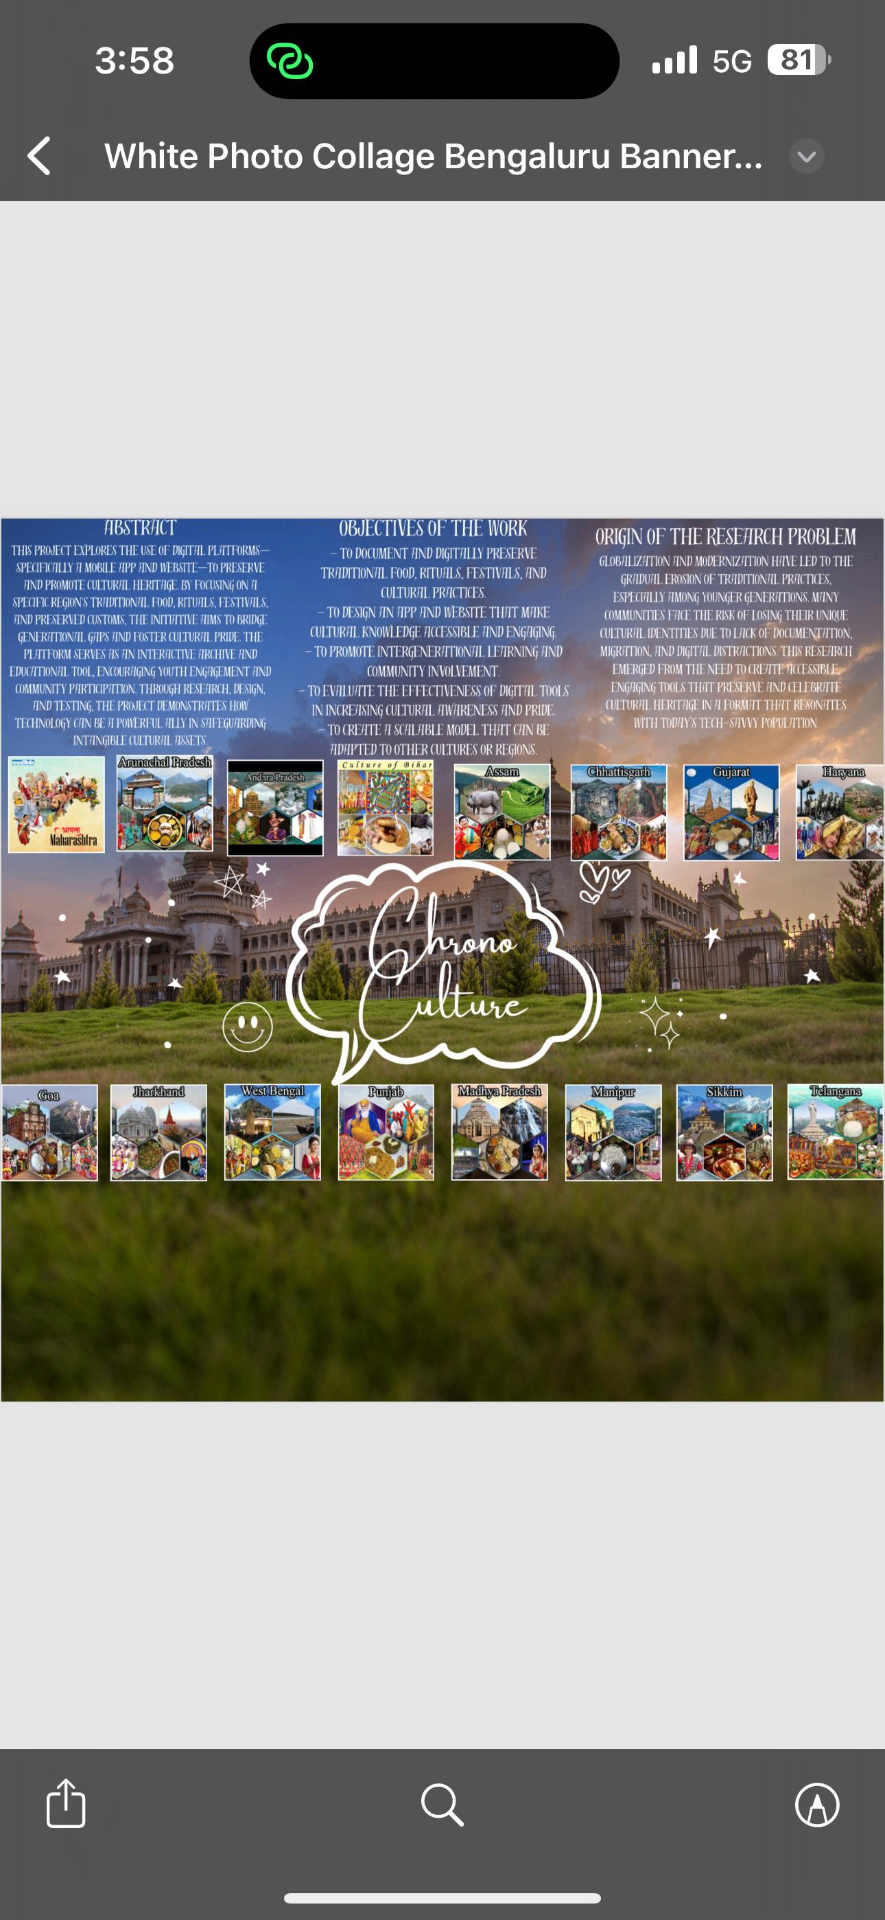 3:58
5G
81
White Photo Collage Bengaluru Banner...
ABSTRACT
THIS PROJECT EXPLORES THE USE OF DIGITAL PLATFORMS—
SPECIFICALLY A MOBILE APP AND WEBSITE—TO PRESERVE
AND PROMOTE CULTURAL HERITAGE. BY FOCUSING ON A
SPECIFIC REGION'S TRADITIONAL FOOD, RITUALS, FESTIVALS,
AND PRESERVED CUSTOMS, THE INITIATIVE AIMS TO BRIDGE
GENERATIONAL GAPS AND FOSTER CULTURAL PRIDE. THE
PLATFORM SERVES AS AN INTERACTIVE ARCHIVE AND
EDUCATIONAL TOOL, ENCOURAGING YOUTH ENGAGEMENT AND
COMMUNITY PARTICIPATION. THROUGH RESEARCH, DESIGN,
AND TESTING, THE PROJECT DEMONSTRATES HOW
TECHNOLOGY CAN BE A POWERFUL ALLY IN SAFEGUARDING
INTANGIBLE CULTURAL ASSETS.
OBJECTIVES OF THE WORK
- TO DOCUMENT AND DIGITALLY PRESERVE
TRADITIONAL FOOD, RITUALS, FESTIVALS, AND
CULTURAL PRACTICES.
- TO DESIGN AN APP AND WEBSITE THAT MAKE
CULTURAL KNOWLEDGE ACCESSIBLE AND ENGAGING.
- TO PROMOTE INTERGENERATIONAL LEARNING AND
COMMUNITY INVOLVEMENT.
- TO EVALUATE THE EFFECTIVENESS OF DIGITAL TOOLS
IN INCREASING CULTURAL AWARENESS AND PRIDE.
- TO CREATE A SCALABLE MODEL THAT CAN BE
ADAPTED TO OTHER CULTURES OR REGIONS.
ORIGIN OF THE RESEARCH PROBLEM
GLOBALIZATION AND MODERNIZATION HAVE LED TO THE
GRADUAL EROSION OF TRADITIONAL PRACTICES,
ESPECIALLY AMONG YOUNGER GENERATIONS. MANY
COMMUNITIES FACE THE RISK OF LOSING THEIR UNIQUE
CULTURAL IDENTITIES DUE TO LACK OF DOCUMENTATION,
MIGRATION, AND DIGITAL DISTRACTIONS. THIS RESEARCH
EMERGED FROM THE NEED TO CREATE ACCESSIBLE,
ENGAGING TOOLS THAT PRESERVE AND CELEBRATE
CULTURAL HERITAGE IN A FORMAT THAT RESONATES
WITH TODAY'S TECH-SAVVY POPULATION.
आपला
Maharashtra
Arunachal Pradesh
Andhra Pradesh
Culture of Bihar
Assam
Chhattisgarh
Gujarat
Haryana
Chrono
Culture
Goa
Jharkhand
West Bengal
Punjab
Madhya Pradesh
Manipur
Sikkim
Telangana